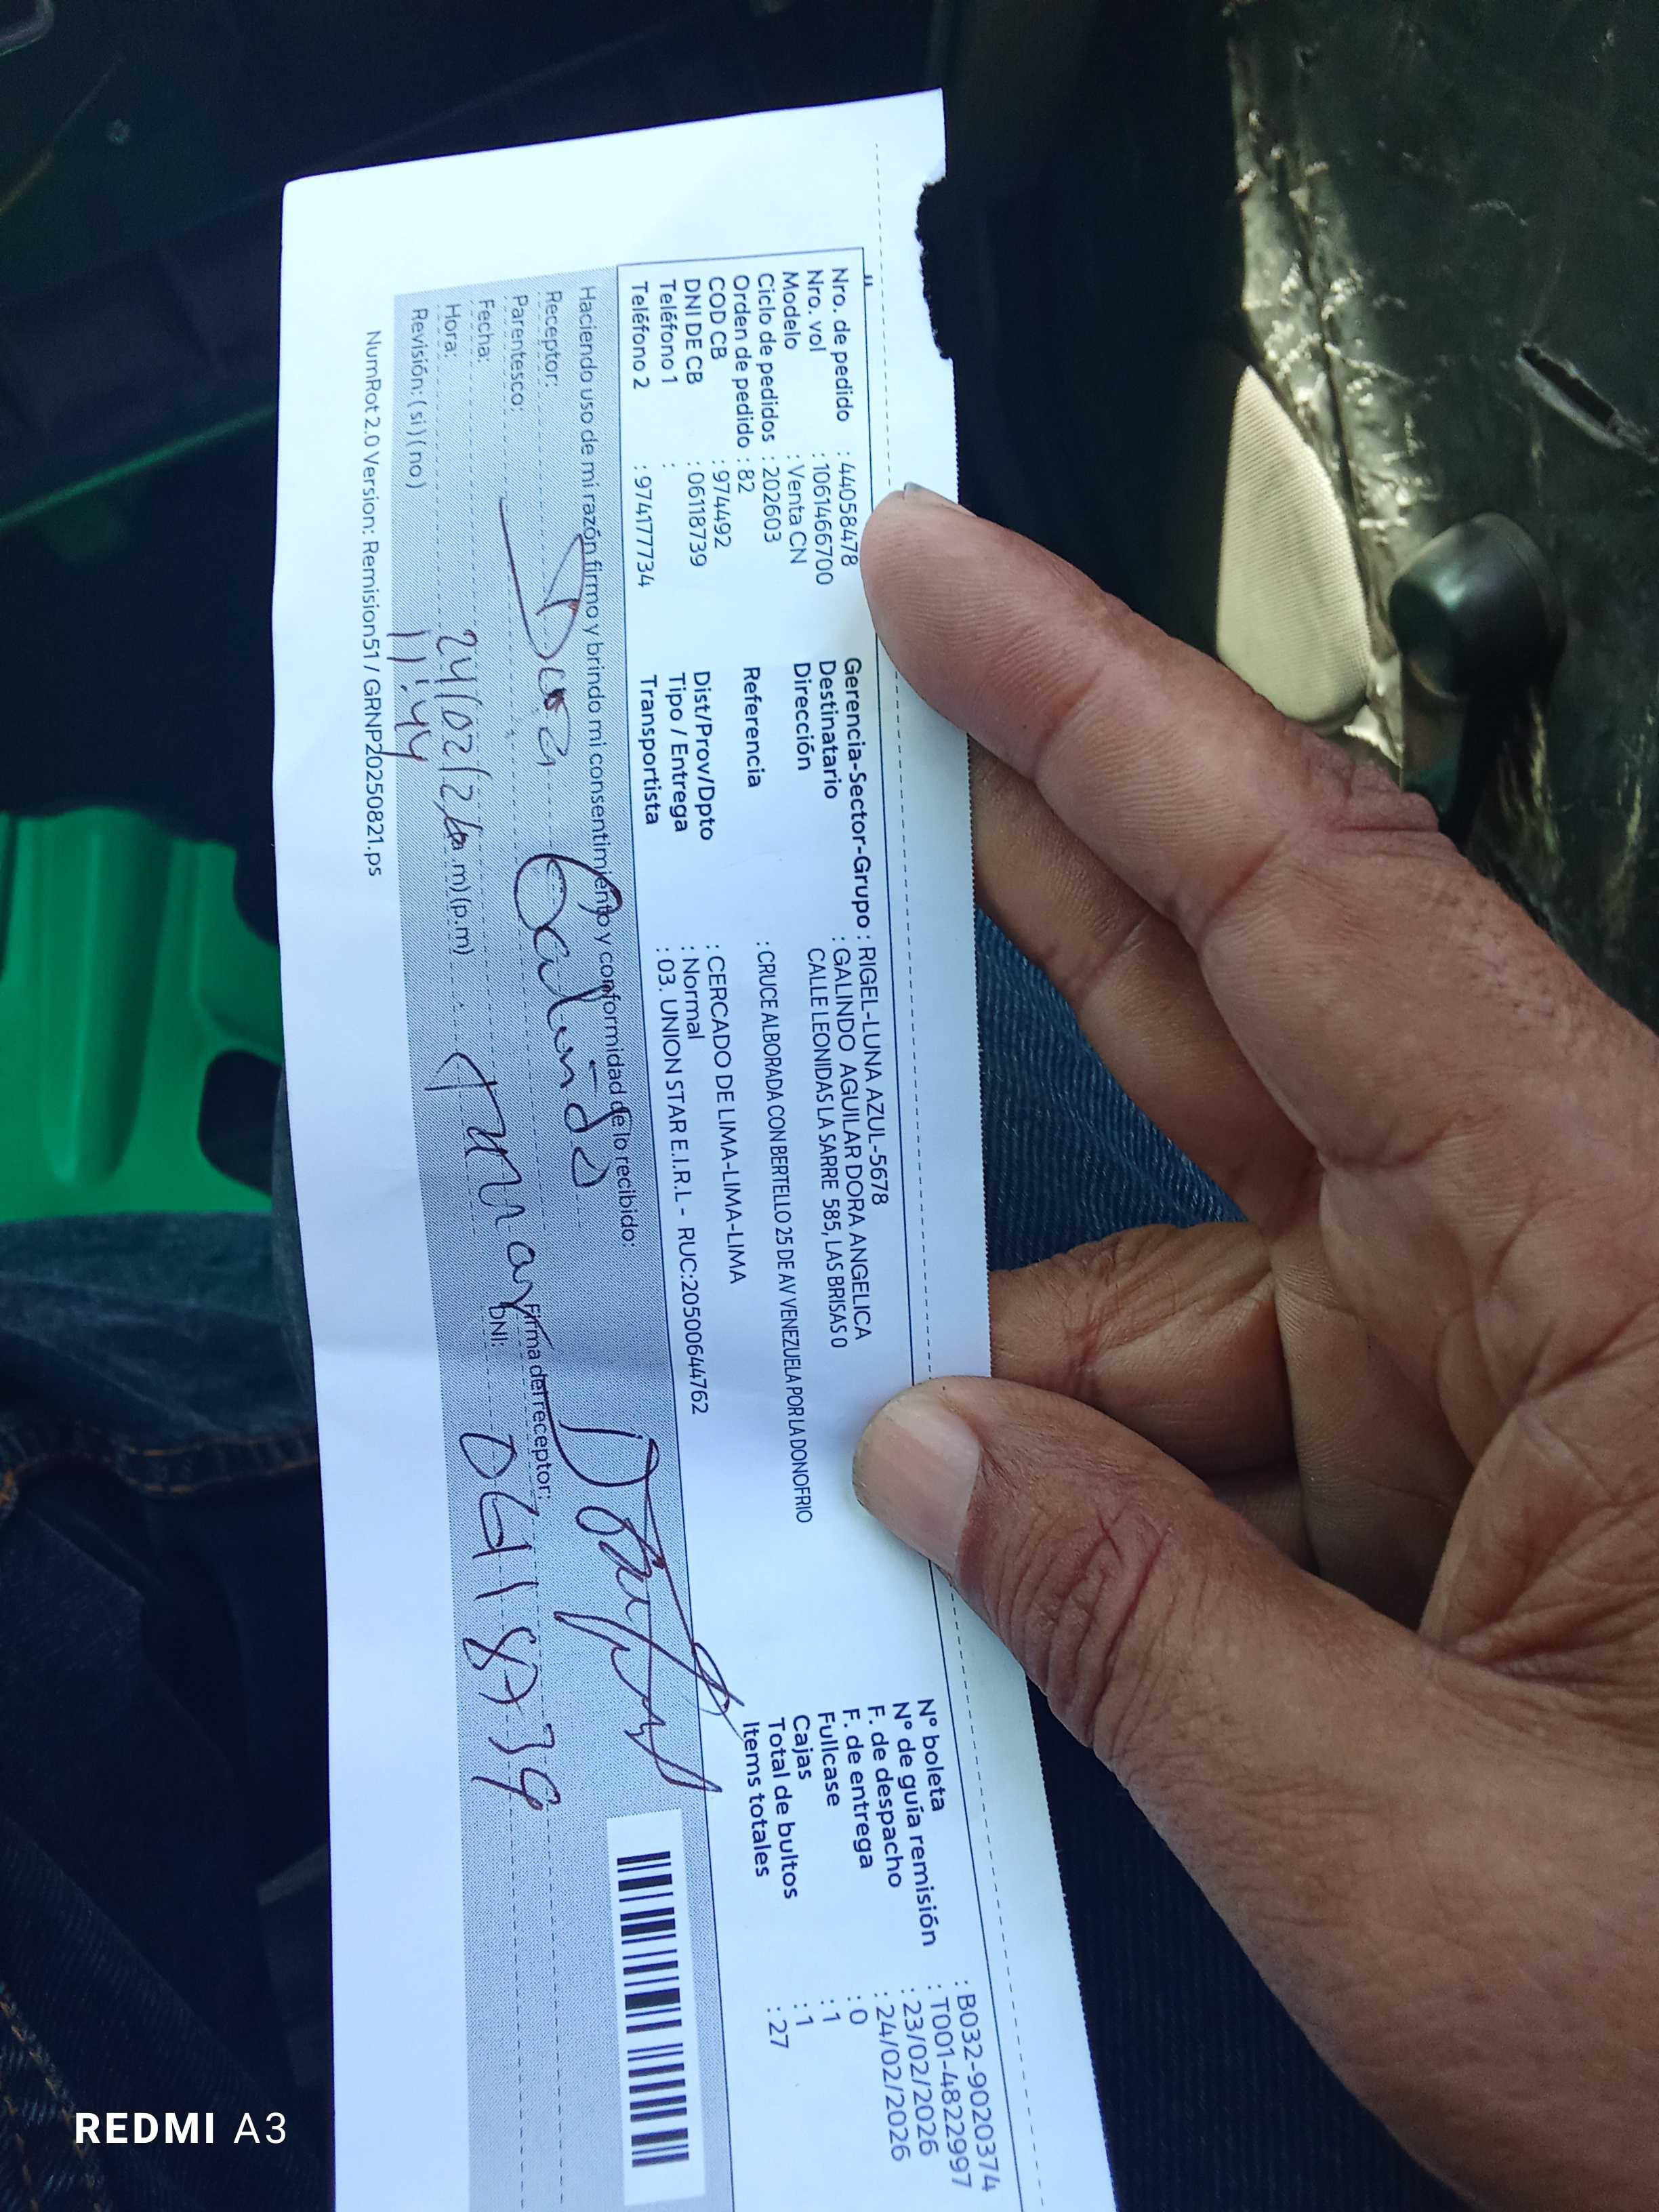 Nro. de pedido : 44058478
Nro. vol : 1061466700
Modelo : Venta CN
Ciclo de pedidos : 202603
Orden de pedido : 82
COD CB : 974492
DNI DE CB : 06118739
Teléfono 1 :
Teléfono 2 : 974177734
Gerencia-Sector-Grupo : RIGEL-LUNA AZUL-5678
Destinatario : GALINDO AGUILAR DORA ANGELICA
Dirección CALLE LEONIDAS LA SARRE 585, LAS BRISAS 0
Referencia : CRUCE ALBORADA CON BERTELLO 25 DE AV VENEZUELA POR LA DONOFRIO
Dist/Prov/Dpto : CERCADO DE LIMA-LIMA-LIMA
Tipo / Entrega : Normal
Transportista : 03. UNION STAR E.I.R.L - RUC:20500644762
N° boleta : B032-9020374
N° de guía remisión : T001-4822997
F. de despacho : 23/02/2026
F. de entrega : 24/02/2026
Fullcase : 0
Cajas : 1
Total de bultos : 1
Items totales : 27
Haciendo uso de mi razón firmo y brindo mi consentimiento y conformidad de lo recibido:
Receptor: Dora Galindo
Parentesco:
Fecha: 24/02/26
Hora: 11:44 (p.m)
Revisión: ( si ) ( no )
Firma del receptor:
DNI: 06118739
NumRot2.0 Version: Remision51 / GRNP20250821.ps
REDMI A3